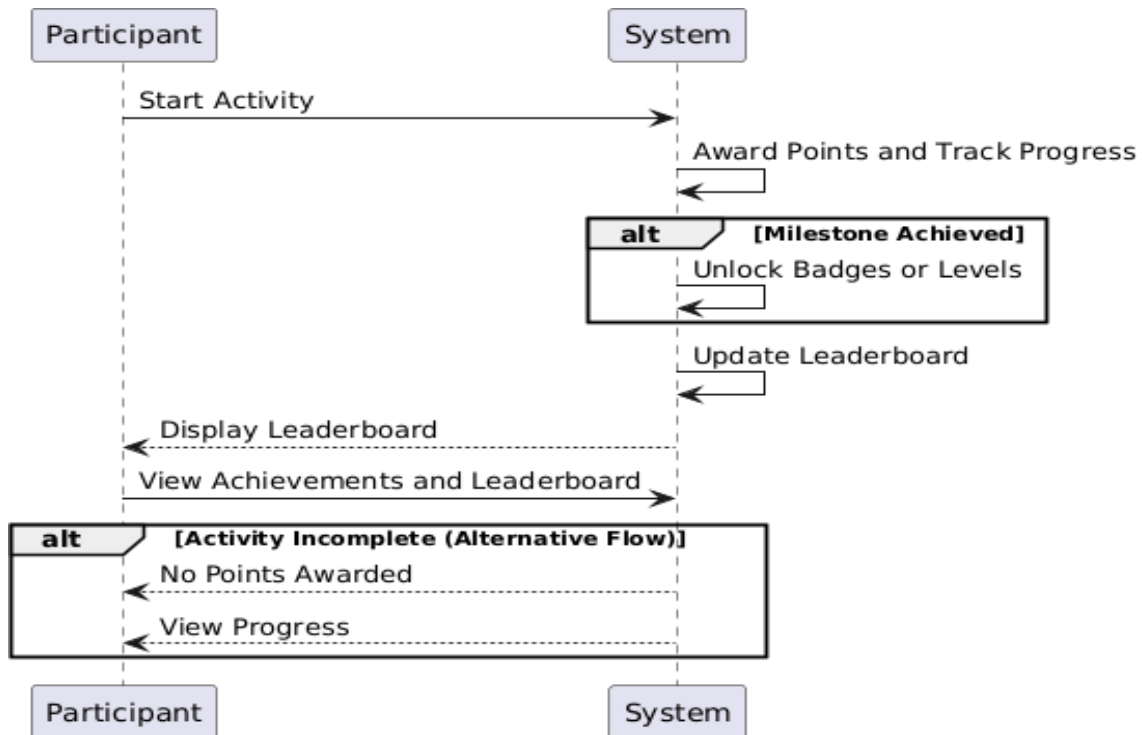 Participant System
Start Activity
Award Points and Track Progress
alt [Milestone Achieved]
Unlock Badges or Levels
Update Leaderboard
Display Leaderboard
View Achievements and Leaderboard
alt [Activity Incomplete (Alternative Flow)]
No Points Awarded
View Progress
Participant System